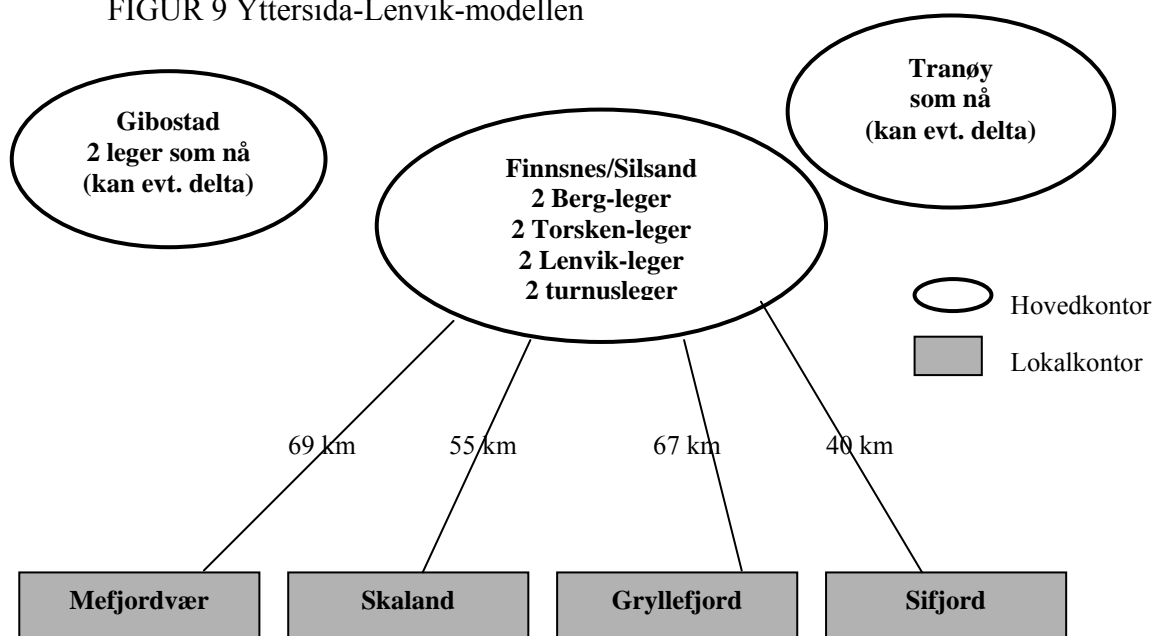 FIGUR 9 Yttersida-Lenvik-modellen
Gibostad
2 leger som nå
(kan evt. delta)
Tranøy
som nå
(kan evt. delta)
Finnsnes/Silsand
2 Berg-leger
2 Torsken-leger
2 Lenvik-leger
2 turnusleger
Hovedkontor
Lokalkontor
69 km
55 km
67 km
40 km
Mefjordvær
Skaland
Gryllefjord
Sifjord